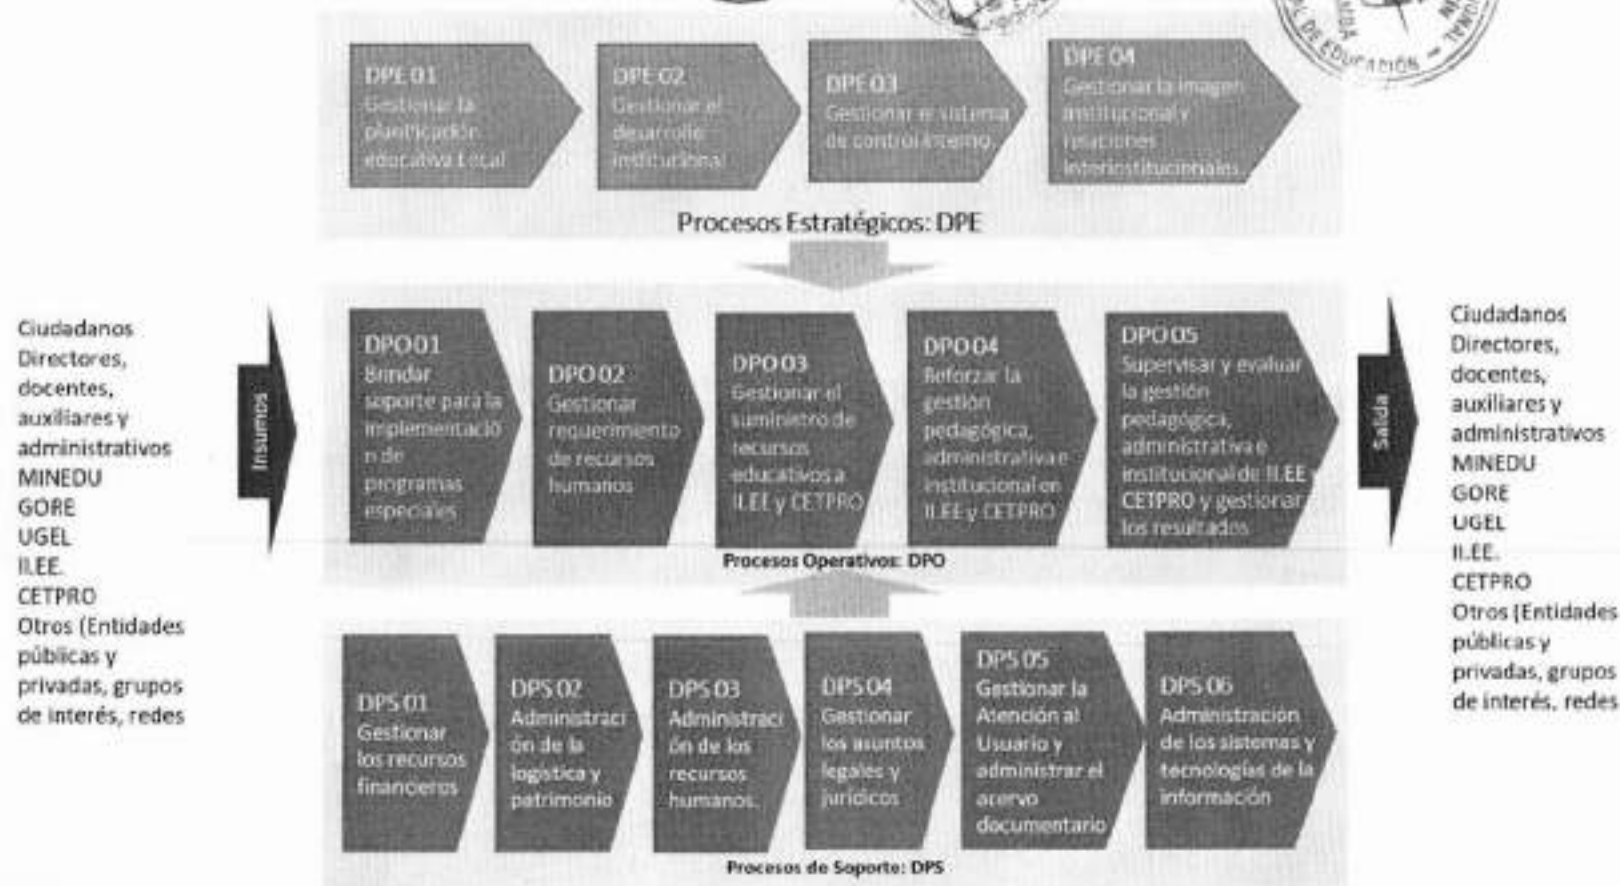 DE EDUCACIÓN
DPE 01
Gestionar la
planificación
educativa Local
DPE 02
Gestionar el
desarrollo
institucional
DPE 03
Gestionar el sistema
de control interno.
DPE 04
Gestionar la imagen
institucional y
relaciones
interinstitucionales.
Procesos Estratégicos: DPE
Ciudadanos
Directores,
docentes,
auxiliares y
administrativos
MINEDU
GORE
UGEL
II.EE.
CETPRO
Otros (Entidades
públicas y
privadas, grupos
de interés, redes
Insumos
DPO 01
Brindar
soporte para la
implementació
n de
programas
especiales
DPO 02
Gestionar
requerimiento
de recursos
humanos
DPO 03
Gestionar el
suministro de
recursos
educativos a
II.EE y CETPRO
DPO 04
Reforzar la
gestión
pedagógica,
administrativa e
institucional en
II.EE y CETPRO
DPO 05
Supervisar y evaluar
la gestión
pedagógica,
administrativa e
institucional de II.EE
CETPRO y gestionar
los resultados
Procesos Operativos: DPO
Salida
Ciudadanos
Directores,
docentes,
auxiliares y
administrativos
MINEDU
GORE
UGEL
II.EE.
CETPRO
Otros (Entidades
públicas y
privadas, grupos
de interés, redes
DPS 01
Gestionar
los recursos
financieros
DPS 02
Administraci
ón de la
logística y
patrimonio
DPS 03
Administraci
ón de los
recursos
humanos.
DPS 04
Gestionar
los asuntos
legales y
jurídicos
DPS 05
Gestionar la
Atención al
Usuario y
administrar el
acervo
documentario
DPS 06
Administración
de los sistemas y
tecnologías de la
información
Procesos de Soporte: DPS